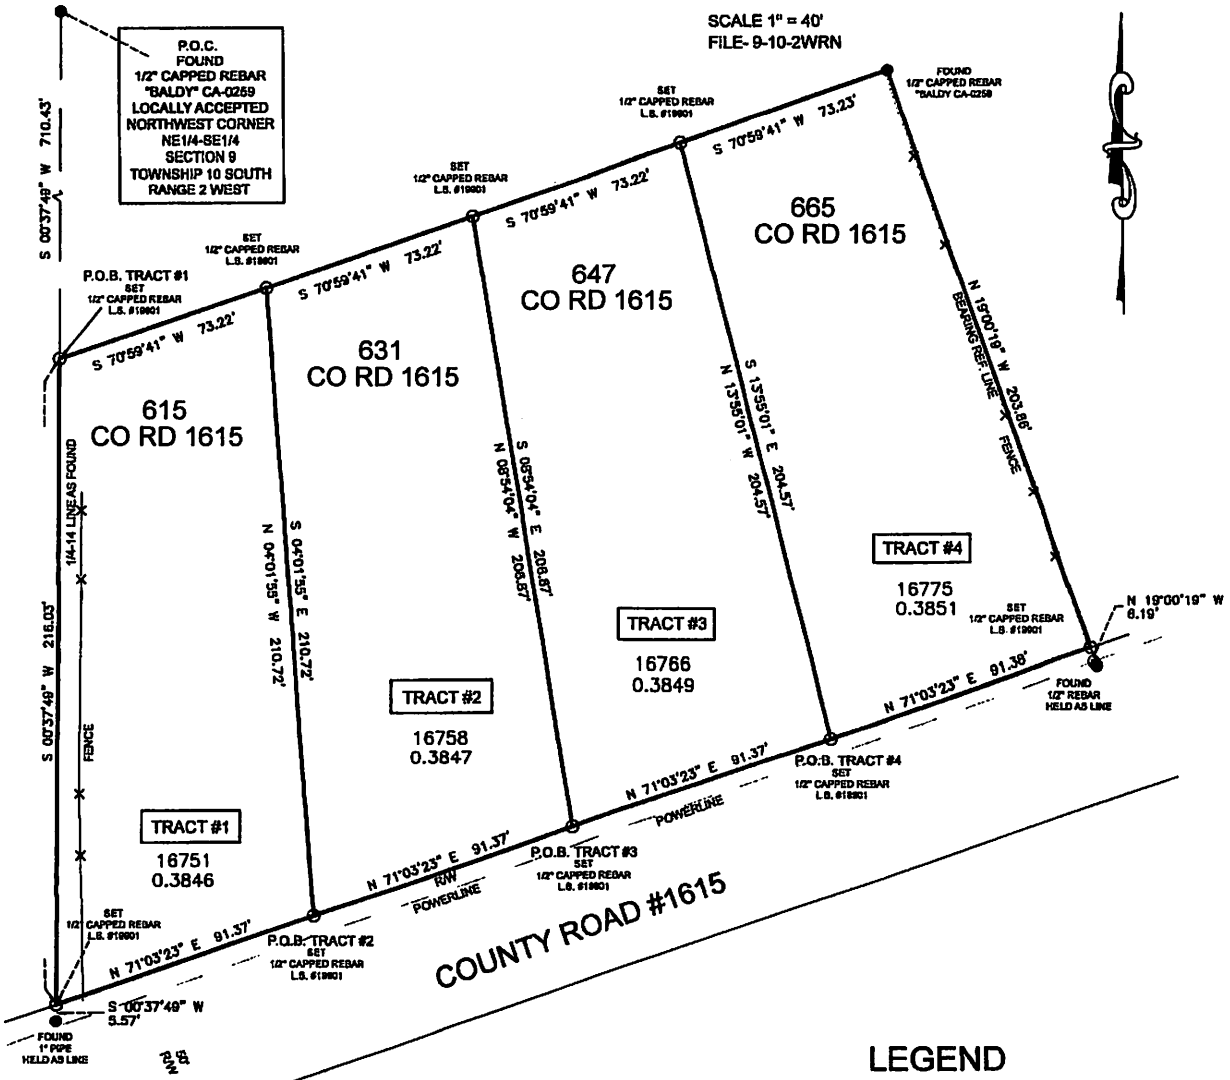 SCALE 1" = 40'
FILE- 9-10-2WRN
P.O.C.
FOUND
1/2" CAPPED REBAR
"BALDY" CA-0259
LOCALLY ACCEPTED
NORTHWEST CORNER
NE1/4-SE1/4
SECTION 9
TOWNSHIP 10 SOUTH
RANGE 2 WEST
S 00°37'49" W 710.43'
FOUND
1/2" CAPPED REBAR
"BALDY CA-0259
SET
1/2" CAPPED REBAR
L.S. #19901
S 70°59'41" W 73.23'
SET
1/2" CAPPED REBAR
L.S. #19901
S 70°59'41" W 73.22'
SET
1/2" CAPPED REBAR
L.S. #19901
S 70°59'41" W 73.22'
P.O.B. TRACT #1
SET
1/2" CAPPED REBAR
L.S. #19901
S 70°59'41" W 73.22'
665
CO RD 1615
647
CO RD 1615
631
CO RD 1615
615
CO RD 1615
N 19°00'19" W 203.86'
BEARING REF. LINE
FENCE
S 13°55'01" E 204.57'
N 13°55'01" W 204.57'
S 08°54'04" E 206.87'
N 08°54'04" W 206.87'
S 04°01'55" E 210.72'
N 04°01'55" W 210.72'
1/4-14 LINE AS FOUND
S 00°37'49" W 216.03'
FENCE
TRACT #4
16775
0.3851
SET
1/2" CAPPED REBAR
L.S. #19901
N 19°00'19" W
6.19'
TRACT #3
16766
0.3849
TRACT #2
16758
0.3847
TRACT #1
16751
0.3846
FOUND
1/2" REBAR
HELD AS LINE
N 71°03'23" E 91.38'
P.O.B. TRACT #4
SET
1/2" CAPPED REBAR
L.S. #19901
N 71°03'23" E 91.37'
POWERLINE
P.O.B. TRACT #3
SET
1/2" CAPPED REBAR
L.S. #19901
N 71°03'23" E 91.37'
R/W
POWERLINE
P.O.B. TRACT #2
SET
1/2" CAPPED REBAR
L.S. #19901
N 71°03'23" E 91.37'
SET
1/2" CAPPED REBAR
L.S. #19901
S 00°37'49" W
5.57'
FOUND
1" PIPE
HELD AS LINE
COUNTY ROAD #1615
LEGEND